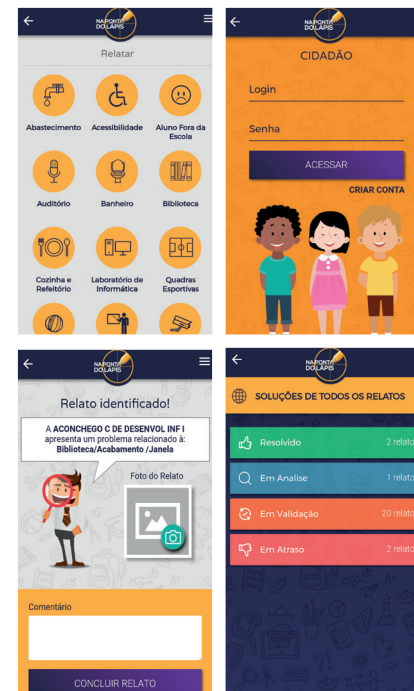 NA PONTA
DO LÁPIS
Relatar
Abastecimento
Acessibilidade
Aluno Fora da
Escola
Auditório
Banheiro
Biblioteca
Cozinha e
Refeitório
Laboratório de
Informática
Quadras
Esportivas
NA PONTA
DO LÁPIS
CIDADÃO
Login
Senha
ACESSAR
CRIAR CONTA
NA PONTA
DO LÁPIS
Relato identificado!
A ACONCHEGO C DE DESENVOL INF I
apresenta um problema relacionado à:
Biblioteca/Acabamento /Janela
Foto do Relato
Comentário
CONCLUIR RELATO
NA PONTA
DO LÁPIS
SOLUÇÕES DE TODOS OS RELATOS
Resolvido 2 relato
Em Analise 1 relato
Em Validação 20 relato
Em Atraso 2 relato